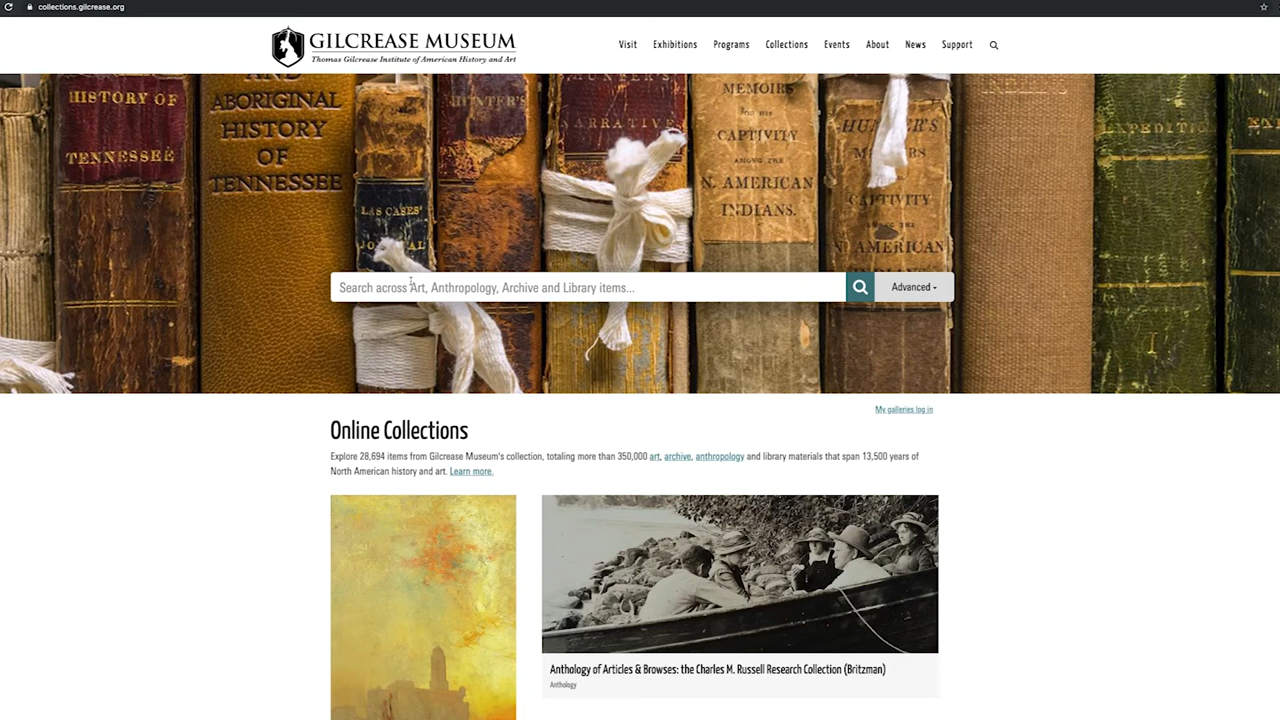 collections.gilcrease.org
GILCREASE MUSEUM
Thomas Gilcrease Institute of American History and Art
Visit
Exhibitions
Programs
Collections
Events
About
News
Support
HISTORY OF
TENNESSEE
AND
ABORIGINAL
HISTORY
OF
TENNESSEE
LAS CASES'
JOURNAL
HUNTER'S
HUNTER'S
NARRATIVE
MEMOIRS
CAPTIVITY
AMONG THE
N. AMERICAN
INDIANS.
HUNTER'S
MEMOIRS
CAPTIVITY
N. AMERICAN
INDIANS
EXPEDITIO
Search across Art, Anthropology, Archive and Library items...
Advanced
My galleries log in
Online Collections
Explore 28,694 items from Gilcrease Museum's collection, totaling more than 350,000 art, archive, anthropology and library materials that span 13,500 years of
North American history and art. Learn more.
Anthology of Articles & Browses: the Charles M. Russell Research Collection (Britzman)
Anthology